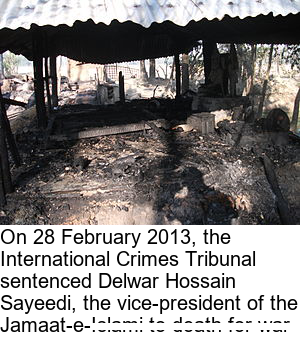 On 28 February 2013, the
International Crimes Tribunal
sentenced Delwar Hossain
Sayeedi, the vice-president of the
Jamaat-e-Islami to death for war